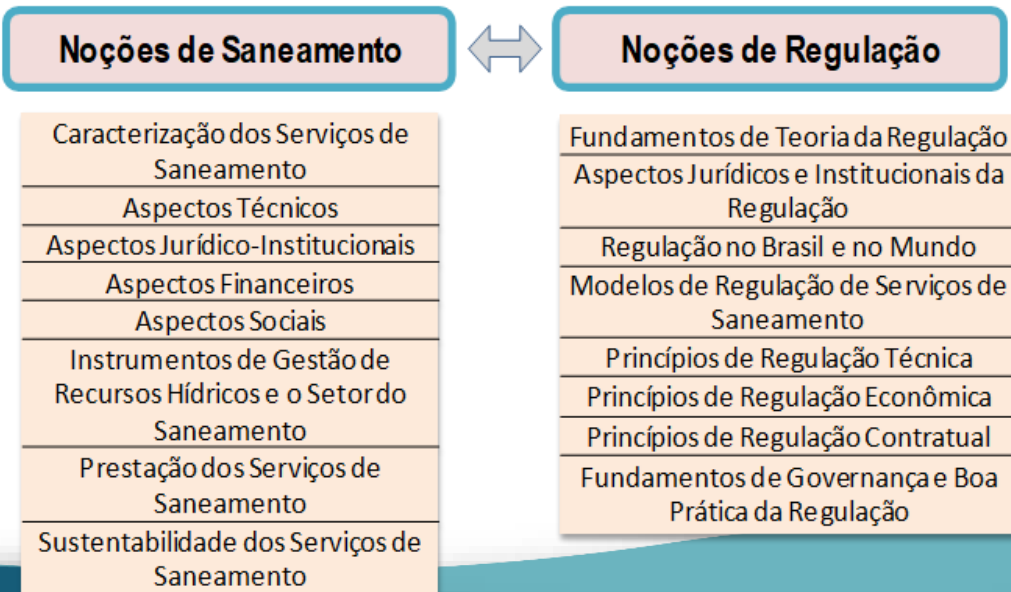 Noções de Saneamento
Caracterização dos Serviços de
Saneamento
Aspectos Técnicos
Aspectos Jurídico-Institucionais
Aspectos Financeiros
Aspectos Sociais
Instrumentos de Gestão de
Recursos Hídricos e o Setor do
Saneamento
Prestação dos Serviços de
Saneamento
Sustentabilidade dos Serviços de
Saneamento
Noções de Regulação
Fundamentos de Teoria da Regulação
Aspectos Jurídicos e Institucionais da
Regulação
Regulação no Brasil e no Mundo
Modelos de Regulação de Serviços de
Saneamento
Princípios de Regulação Técnica
Princípios de Regulação Econômica
Princípios de Regulação Contratual
Fundamentos de Governança e Boa
Prática da Regulação